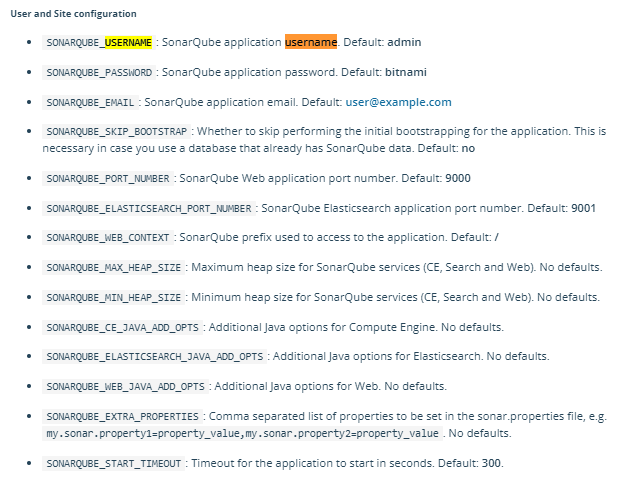 User and Site configuration
SONARQUBE_USERNAME : SonarQube application username. Default: admin
SONARQUBE_PASSWORD : SonarQube application password. Default: bitnami
SONARQUBE_EMAIL : SonarQube application email. Default: user@example.com
SONARQUBE_SKIP_BOOTSTRAP : Whether to skip performing the initial bootstrapping for the application. This is
necessary in case you use a database that already has SonarQube data. Default: no
SONARQUBE_PORT_NUMBER : SonarQube Web application port number. Default: 9000
SONARQUBE_ELASTICSEARCH_PORT_NUMBER : SonarQube Elasticsearch application port number. Default: 9001
SONARQUBE_WEB_CONTEXT : SonarQube prefix used to access to the application. Default: /
SONARQUBE_MAX_HEAP_SIZE : Maximum heap size for SonarQube services (CE, Search and Web). No defaults.
SONARQUBE_MIN_HEAP_SIZE : Minimum heap size for SonarQube services (CE, Search and Web). No defaults.
SONARQUBE_CE_JAVA_ADD_OPTS : Additional Java options for Compute Engine. No defaults.
SONARQUBE_ELASTICSEARCH_JAVA_ADD_OPTS : Additional Java options for Elasticsearch. No defaults.
SONARQUBE_WEB_JAVA_ADD_OPTS : Additional Java options for Web. No defaults.
SONARQUBE_EXTRA_PROPERTIES : Comma separated list of properties to be set in the sonar.properties file, e.g.
my.sonar.property1=property_value,my.sonar.property2=property_value . No defaults.
SONARQUBE_START_TIMEOUT : Timeout for the application to start in seconds. Default: 300.